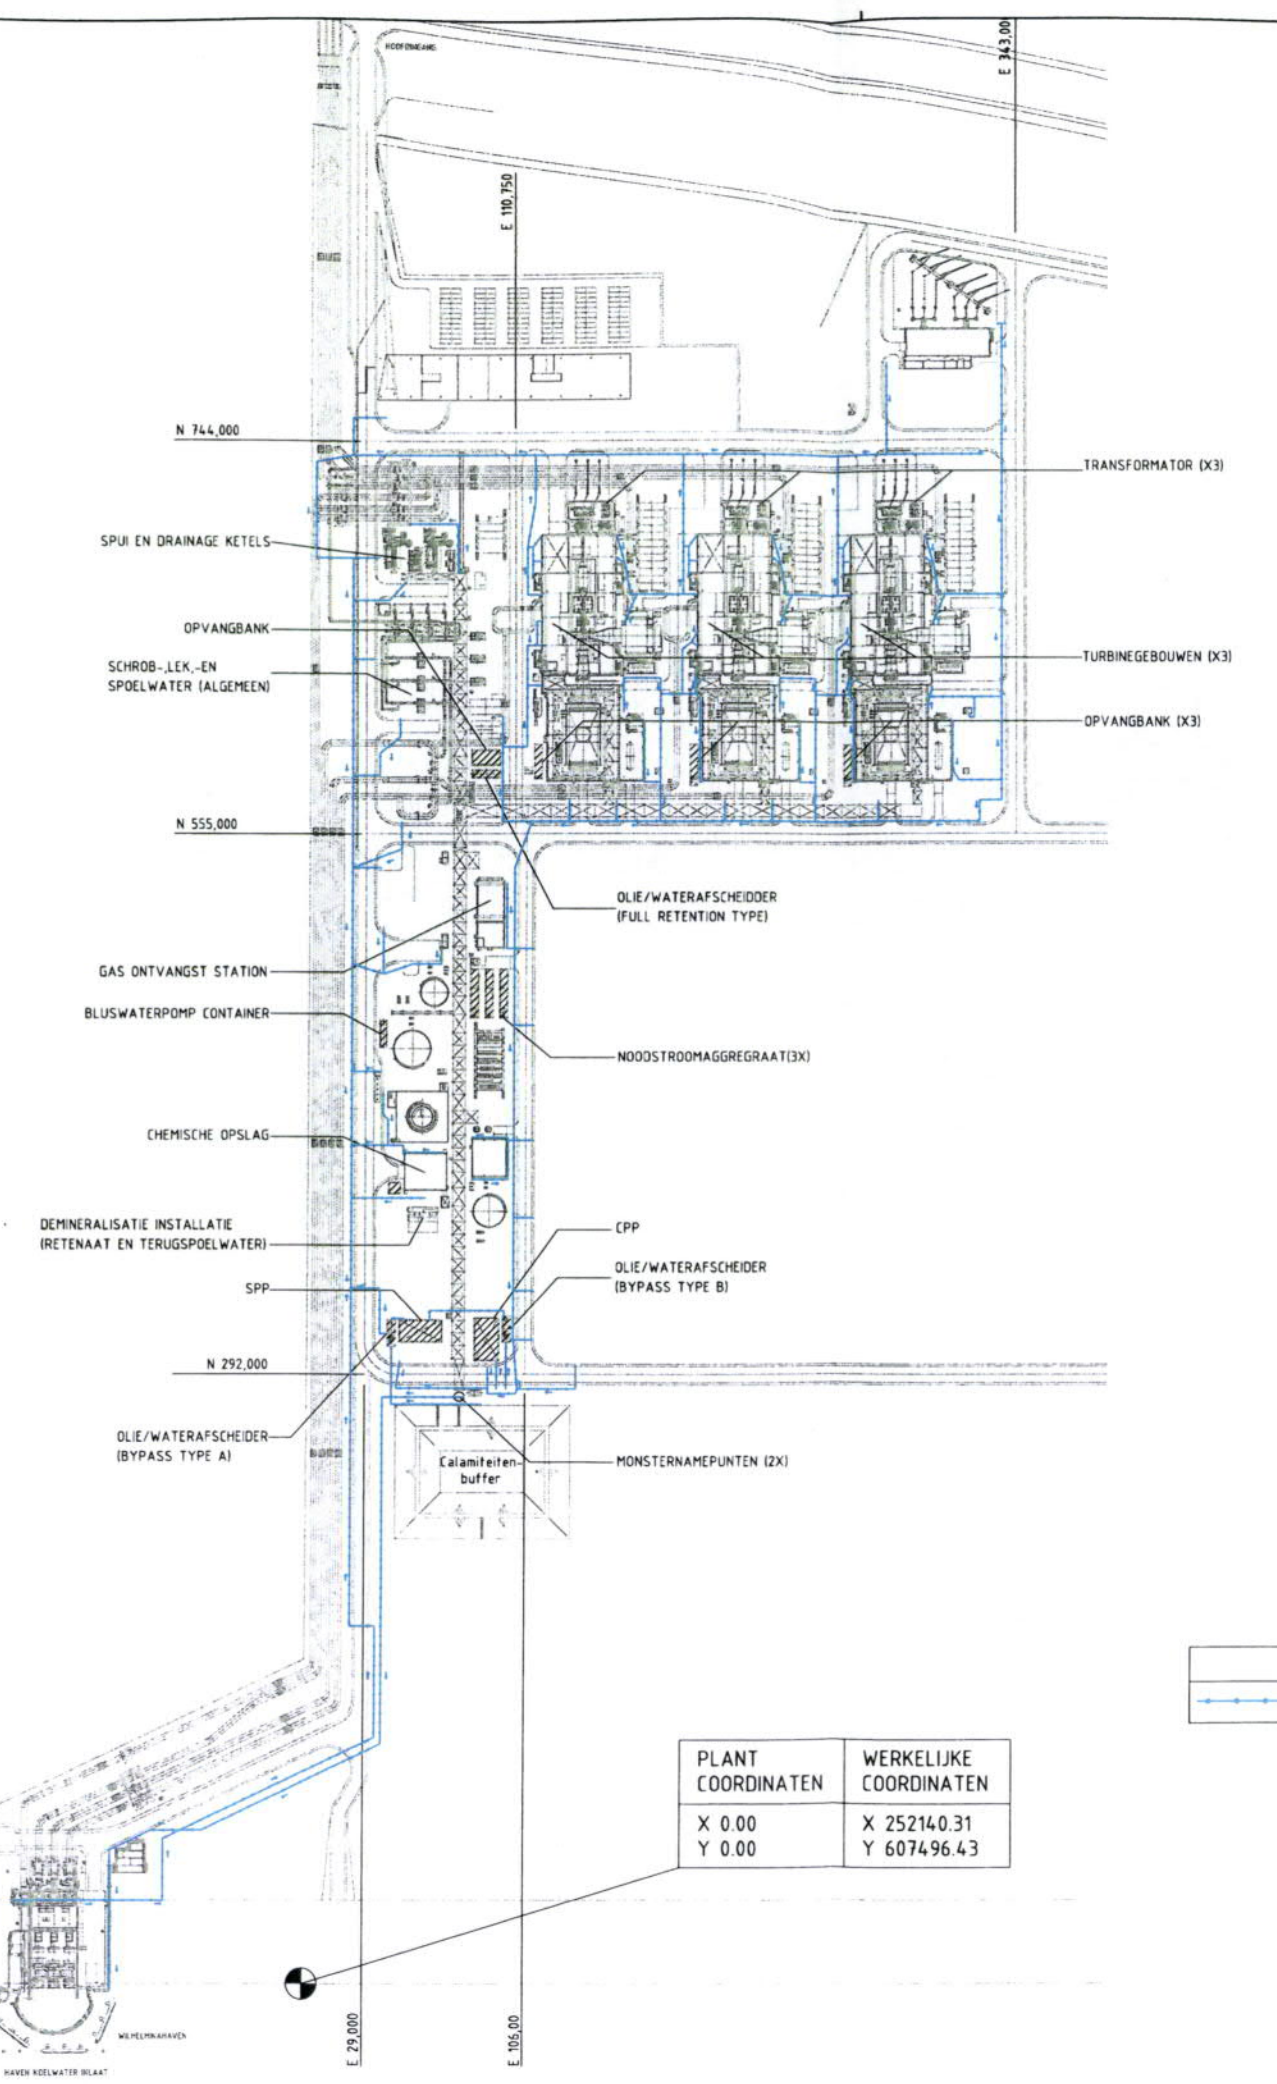 HOOFDINGANG
E 343,00
E 110,750
N 744,000
TRANSFORMATOR (X3)
SPUI EN DRAINAGE KETELS
OPVANGBANK
SCHROB-,LEK,-EN
SPOELWATER (ALGEMEEN)
TURBINEGEBOUWEN (X3)
OPVANGBANK (X3)
N 555,000
OLIE/WATERAFSCHEIDDER
(FULL RETENTION TYPE)
GAS ONTVANGST STATION
BLUSWATERPOMP CONTAINER
NOODSTROOMAGGREGRAAT(3X)
CHEMISCHE OPSLAG
DEMINERALISATIE INSTALLATIE
(RETENAAT EN TERUGSPOELWATER)
CPP
OLIE/WATERAFSCHEIDER
(BYPASS TYPE B)
SPP
N 292,000
OLIE/WATERAFSCHEIDER
(BYPASS TYPE A)
Calamiteiten-
buffer
MONSTERNAMEPUNTEN (2X)
PLANT
COORDINATEN
WERKELIJKE
COORDINATEN
X 0.00
Y 0.00
X 252140.31
Y 607496.43
E 29,000
E 106,00
WILHELMINAHAVEN
HAVEN KOELWATER INLAAT